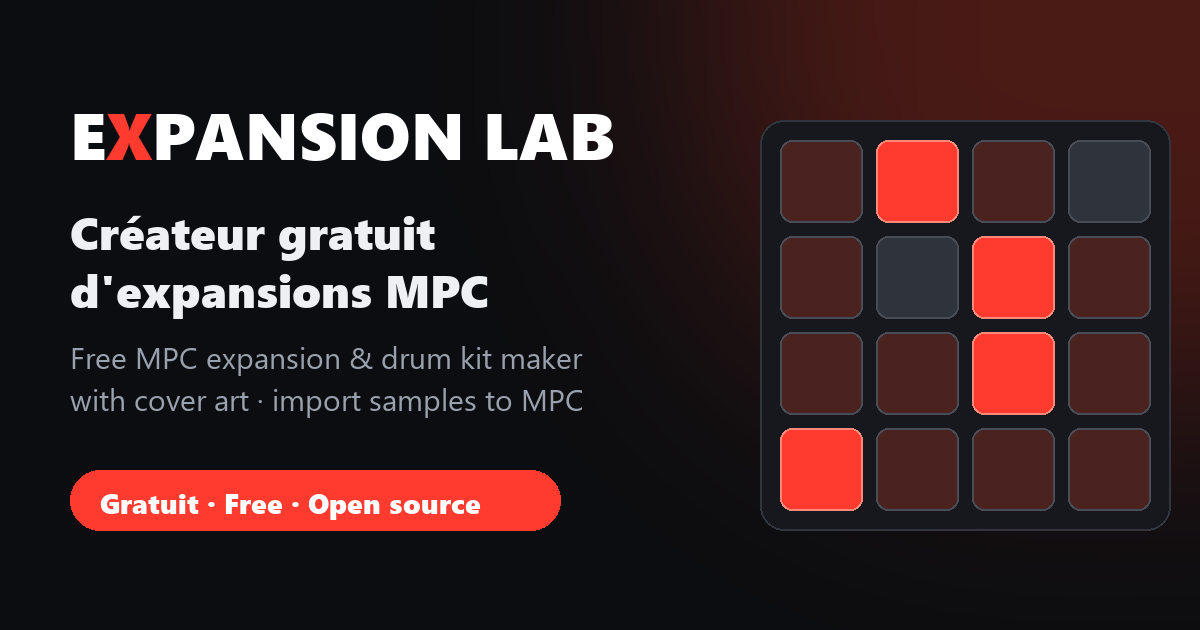 EXPANSION LAB
Créateur gratuit
d'expansions MPC
Free MPC expansion & drum kit maker
with cover art · import samples to MPC
Gratuit · Free · Open source